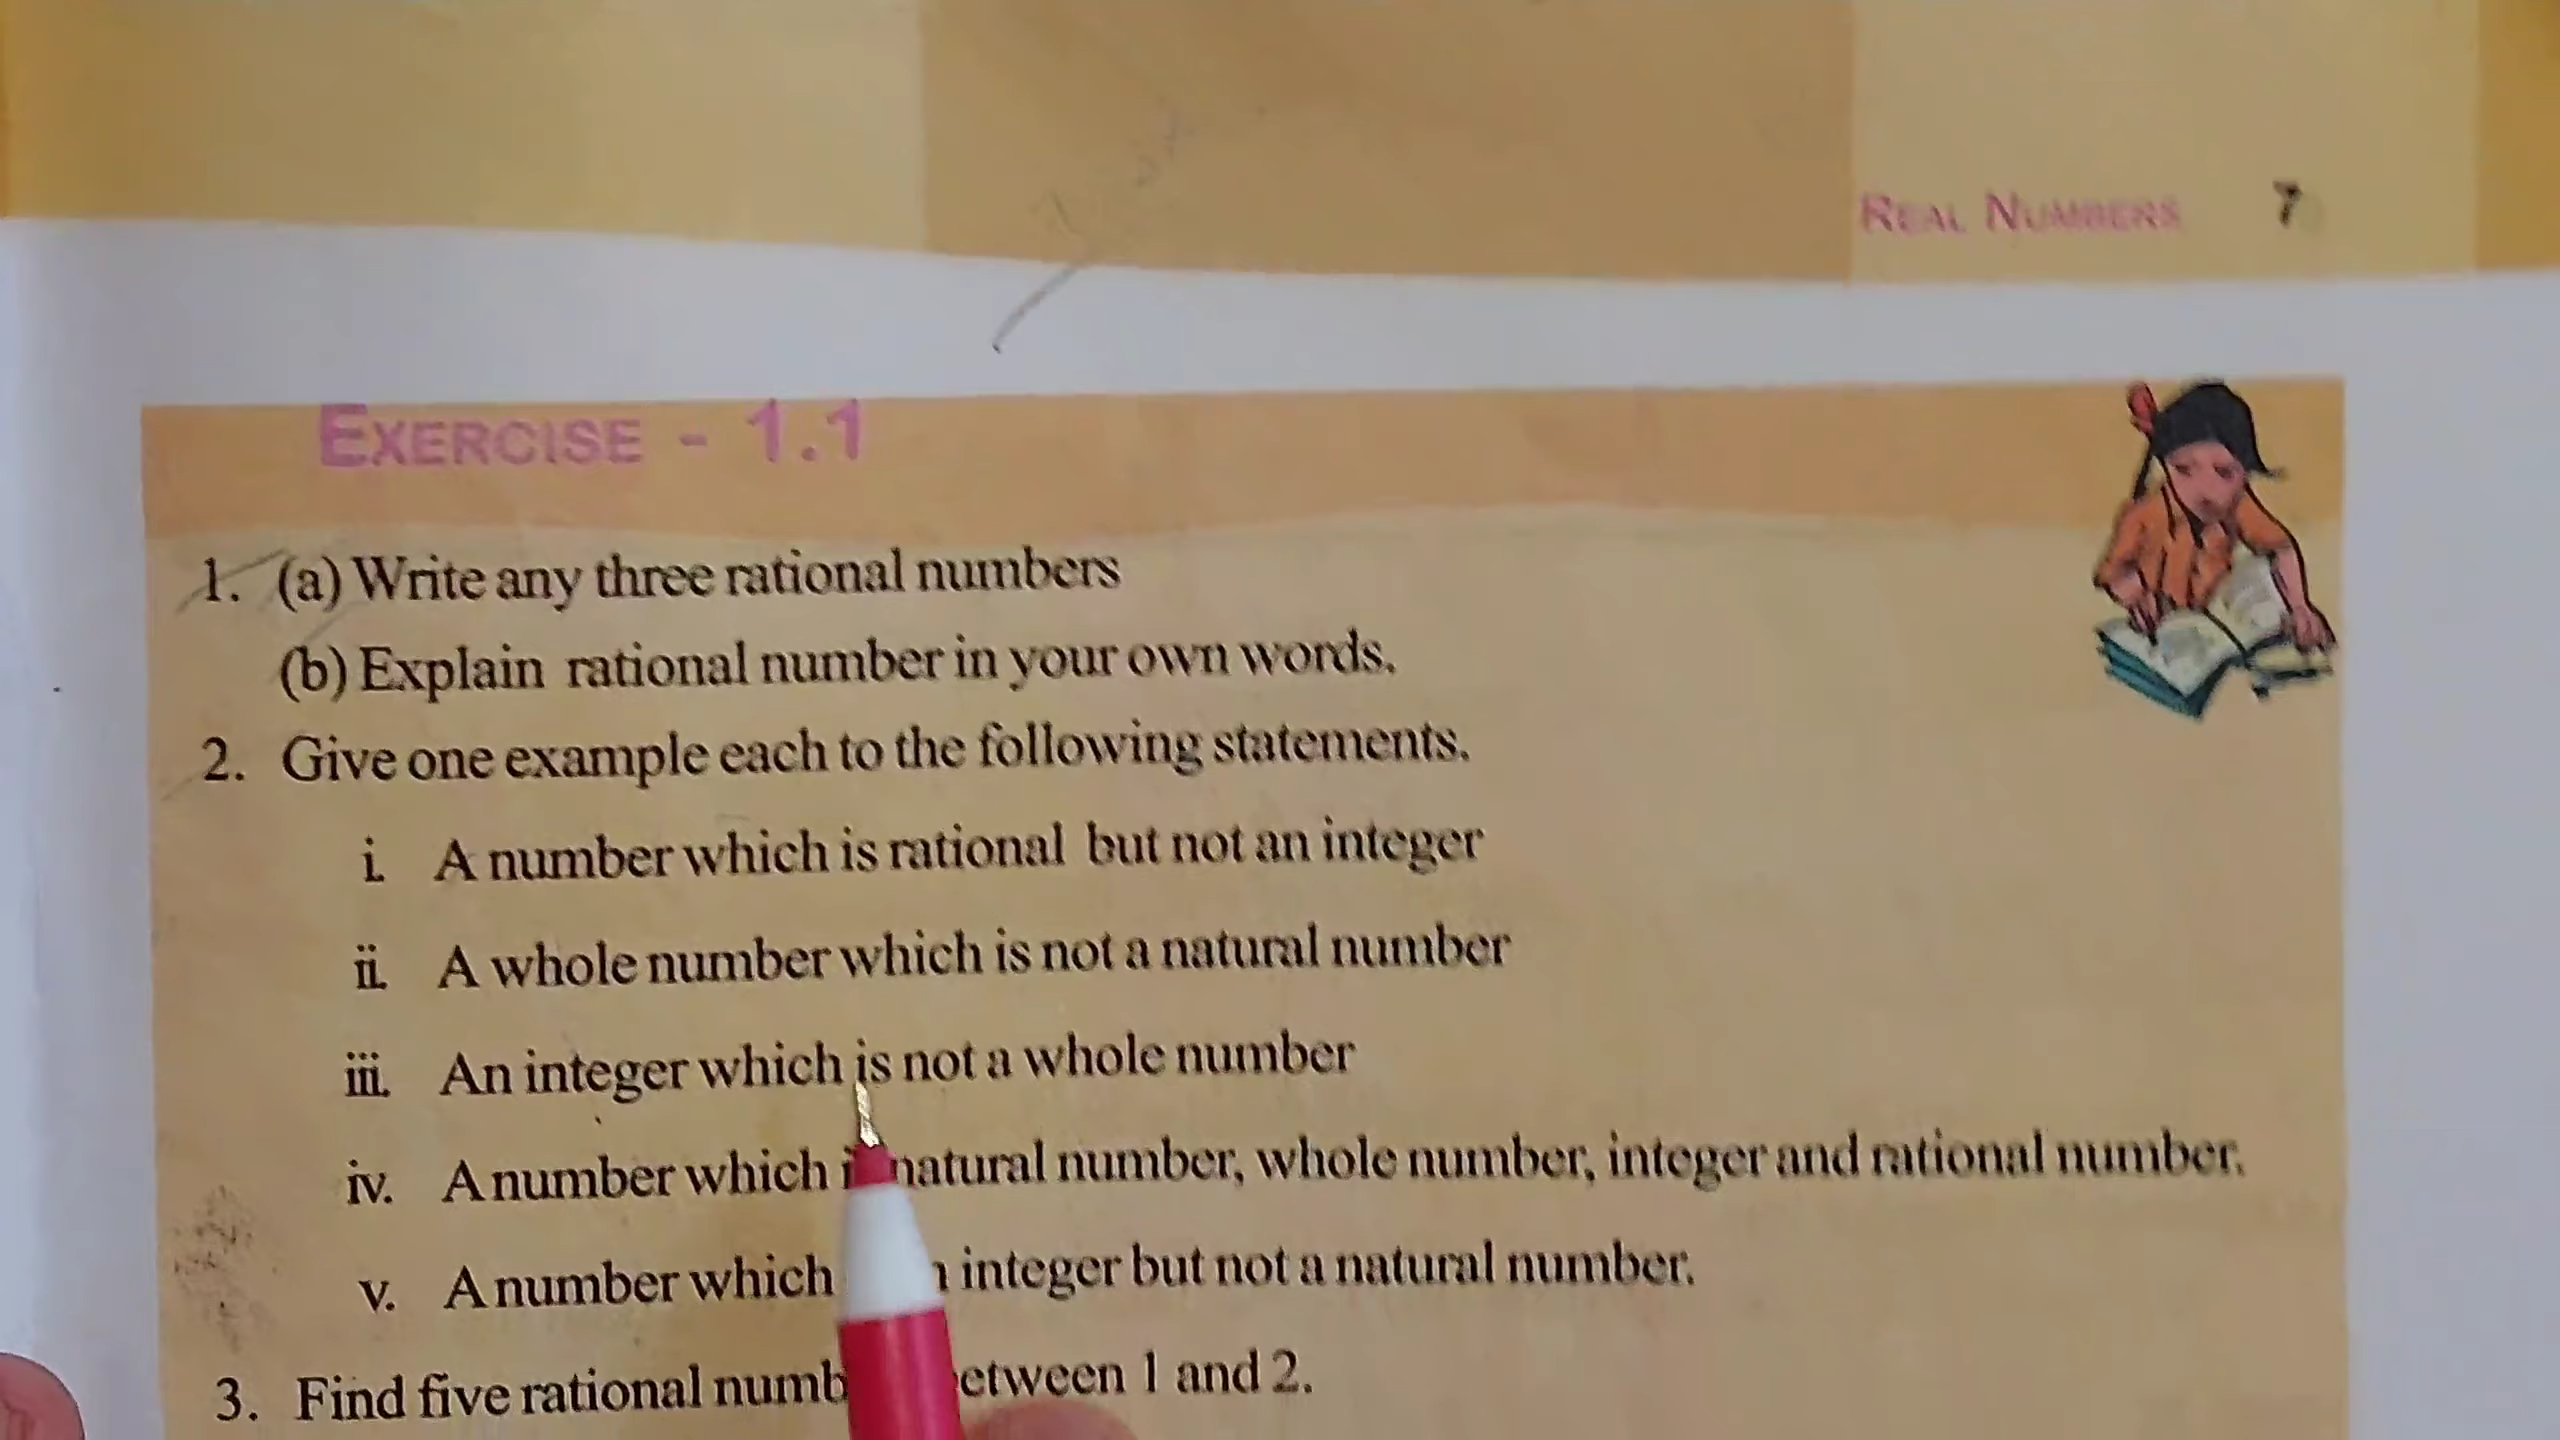 REAL NUMBERS 7
EXERCISE - 1.1
1. (a) Write any three rational numbers
(b) Explain rational number in your own words.
2. Give one example each to the following statements.
i. A number which is rational but not an integer
ii. A whole number which is not a natural number
iii. An integer which is not a whole number
iv. A number which natural number, whole number, integer and rational number.
v. A number which integer but not a natural number.
3. Find five rational 1 and 2.